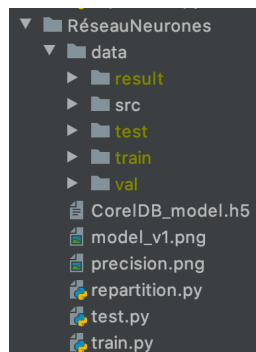 RéseauNeurones
data
result
src
test
train
val
CorelDB_model.h5
model_v1.png
precision.png
repartition.py
test.py
train.py